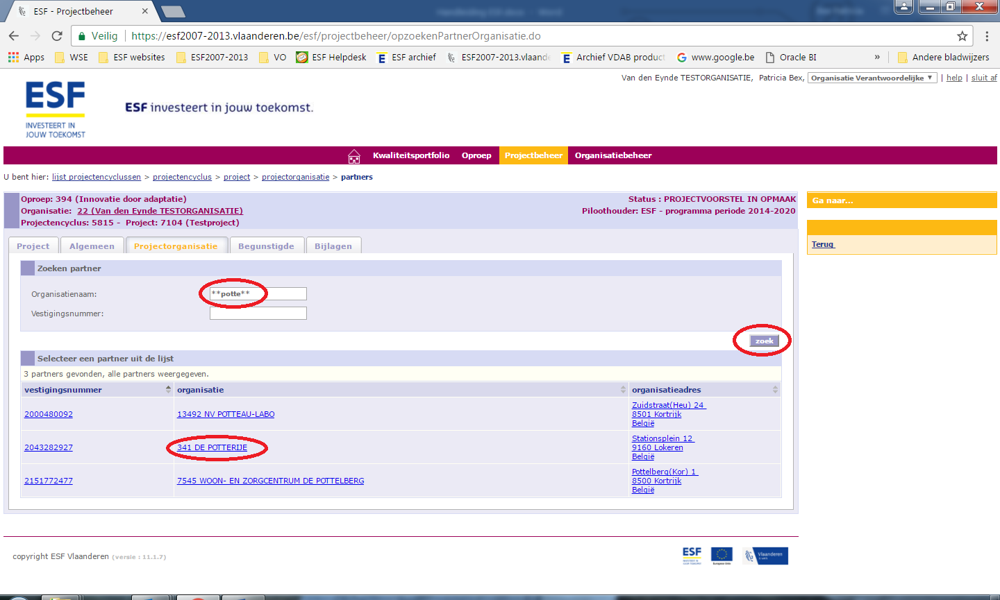 ESF - Projectbeheer
Veilig https://esf2007-2013.vlaanderen.be/esf/projectbeheer/opzoekenPartnerOrganisatie.do
Apps WSE ESF websites ESF2007-2013 VO ESF Helpdesk ESF archief ESF2007-2013.vlaande Archief VDAB product www.google.be Oracle BI » Andere bladwijzers
Van den Eynde TESTORGANISATIE, Patricia Bex, Organisatie Verantwoordelijke | help | sluit af
ESF
INVESTEERT IN
JOUW TOEKOMST
ESF investeert in jouw toekomst.
Kwaliteitsportfolio Oproep Projectbeheer Organisatiebeheer
U bent hier: lijst projectencyclussen > projectencyclus > project > projectorganisatie > partners
Oproep: 394 (Innovatie door adaptatie) Status : PROJECTVOORSTEL IN OPMAAK
Organisatie: 22 (Van den Eynde TESTORGANISATIE) Piloothouder: ESF - programma periode 2014-2020
Projectencyclus: 5815 - Project: 7104 (Testproject)
Ga naar...
Terug
Project Algemeen Projectorganisatie Begunstigde Bijlagen
Zoeken partner
Organisatienaam: **potte**
Vestigingsnummer:
zoek
Selecteer een partner uit de lijst
3 partners gevonden, alle partners weergegeven.
vestigingsnummer organisatie organisatieadres
2000480092 13492 NV POTTEAU-LABO Zuidstraat(Heu) 24
8501 Kortrijk
België
2043282927 341 DE POTTERIJE Stationsplein 12
9160 Lokeren
België
2151772477 7545 WOON- EN ZORGCENTRUM DE POTTELBERG Pottelberg(Kor) 1
8500 Kortrijk
België
copyright ESF Vlaanderen (versie : 11.1.7)
ESF
Vlaanderen